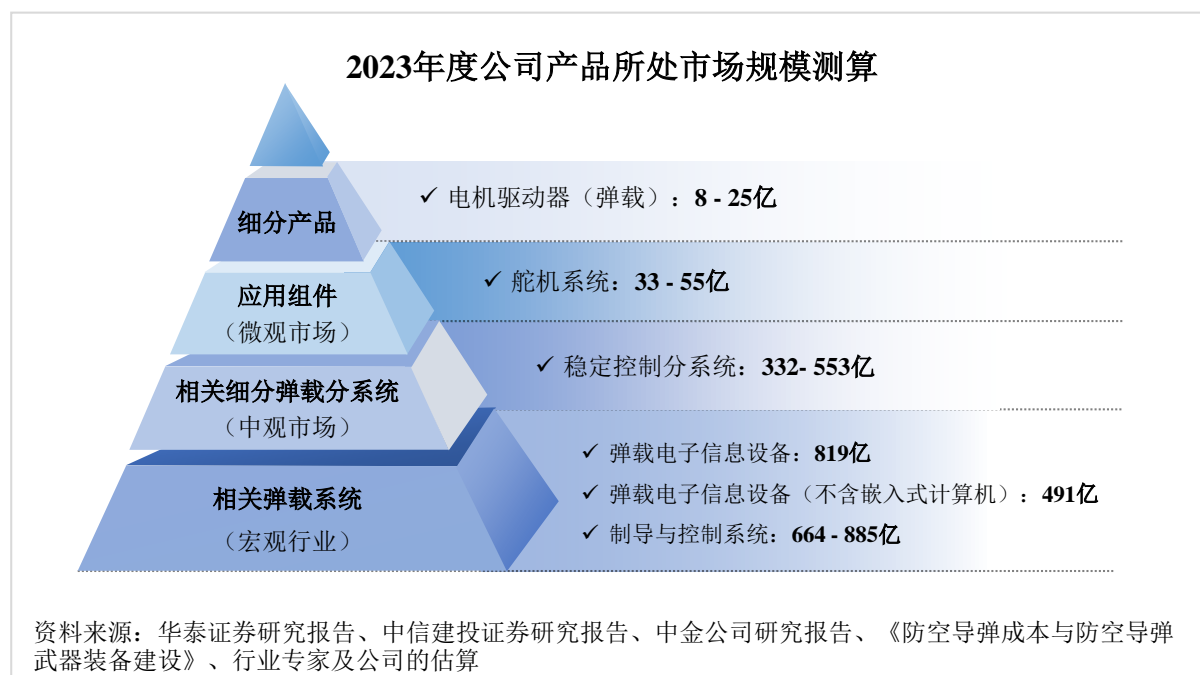 2023年度公司产品所处市场规模测算
细分产品
✓ 电机驱动器（弹载）：8 - 25亿
应用组件
（微观市场）
✓ 舵机系统：33 - 55亿
相关细分弹载分系统
（中观市场）
✓ 稳定控制分系统：332- 553亿
相关弹载系统
（宏观行业）
✓ 弹载电子信息设备：819亿
✓ 弹载电子信息设备（不含嵌入式计算机）：491亿
✓ 制导与控制系统：664 - 885亿
资料来源：华泰证券研究报告、中信建投证券研究报告、中金公司研究报告、《防空导弹成本与防空导弹
武器装备建设》、行业专家及公司的估算